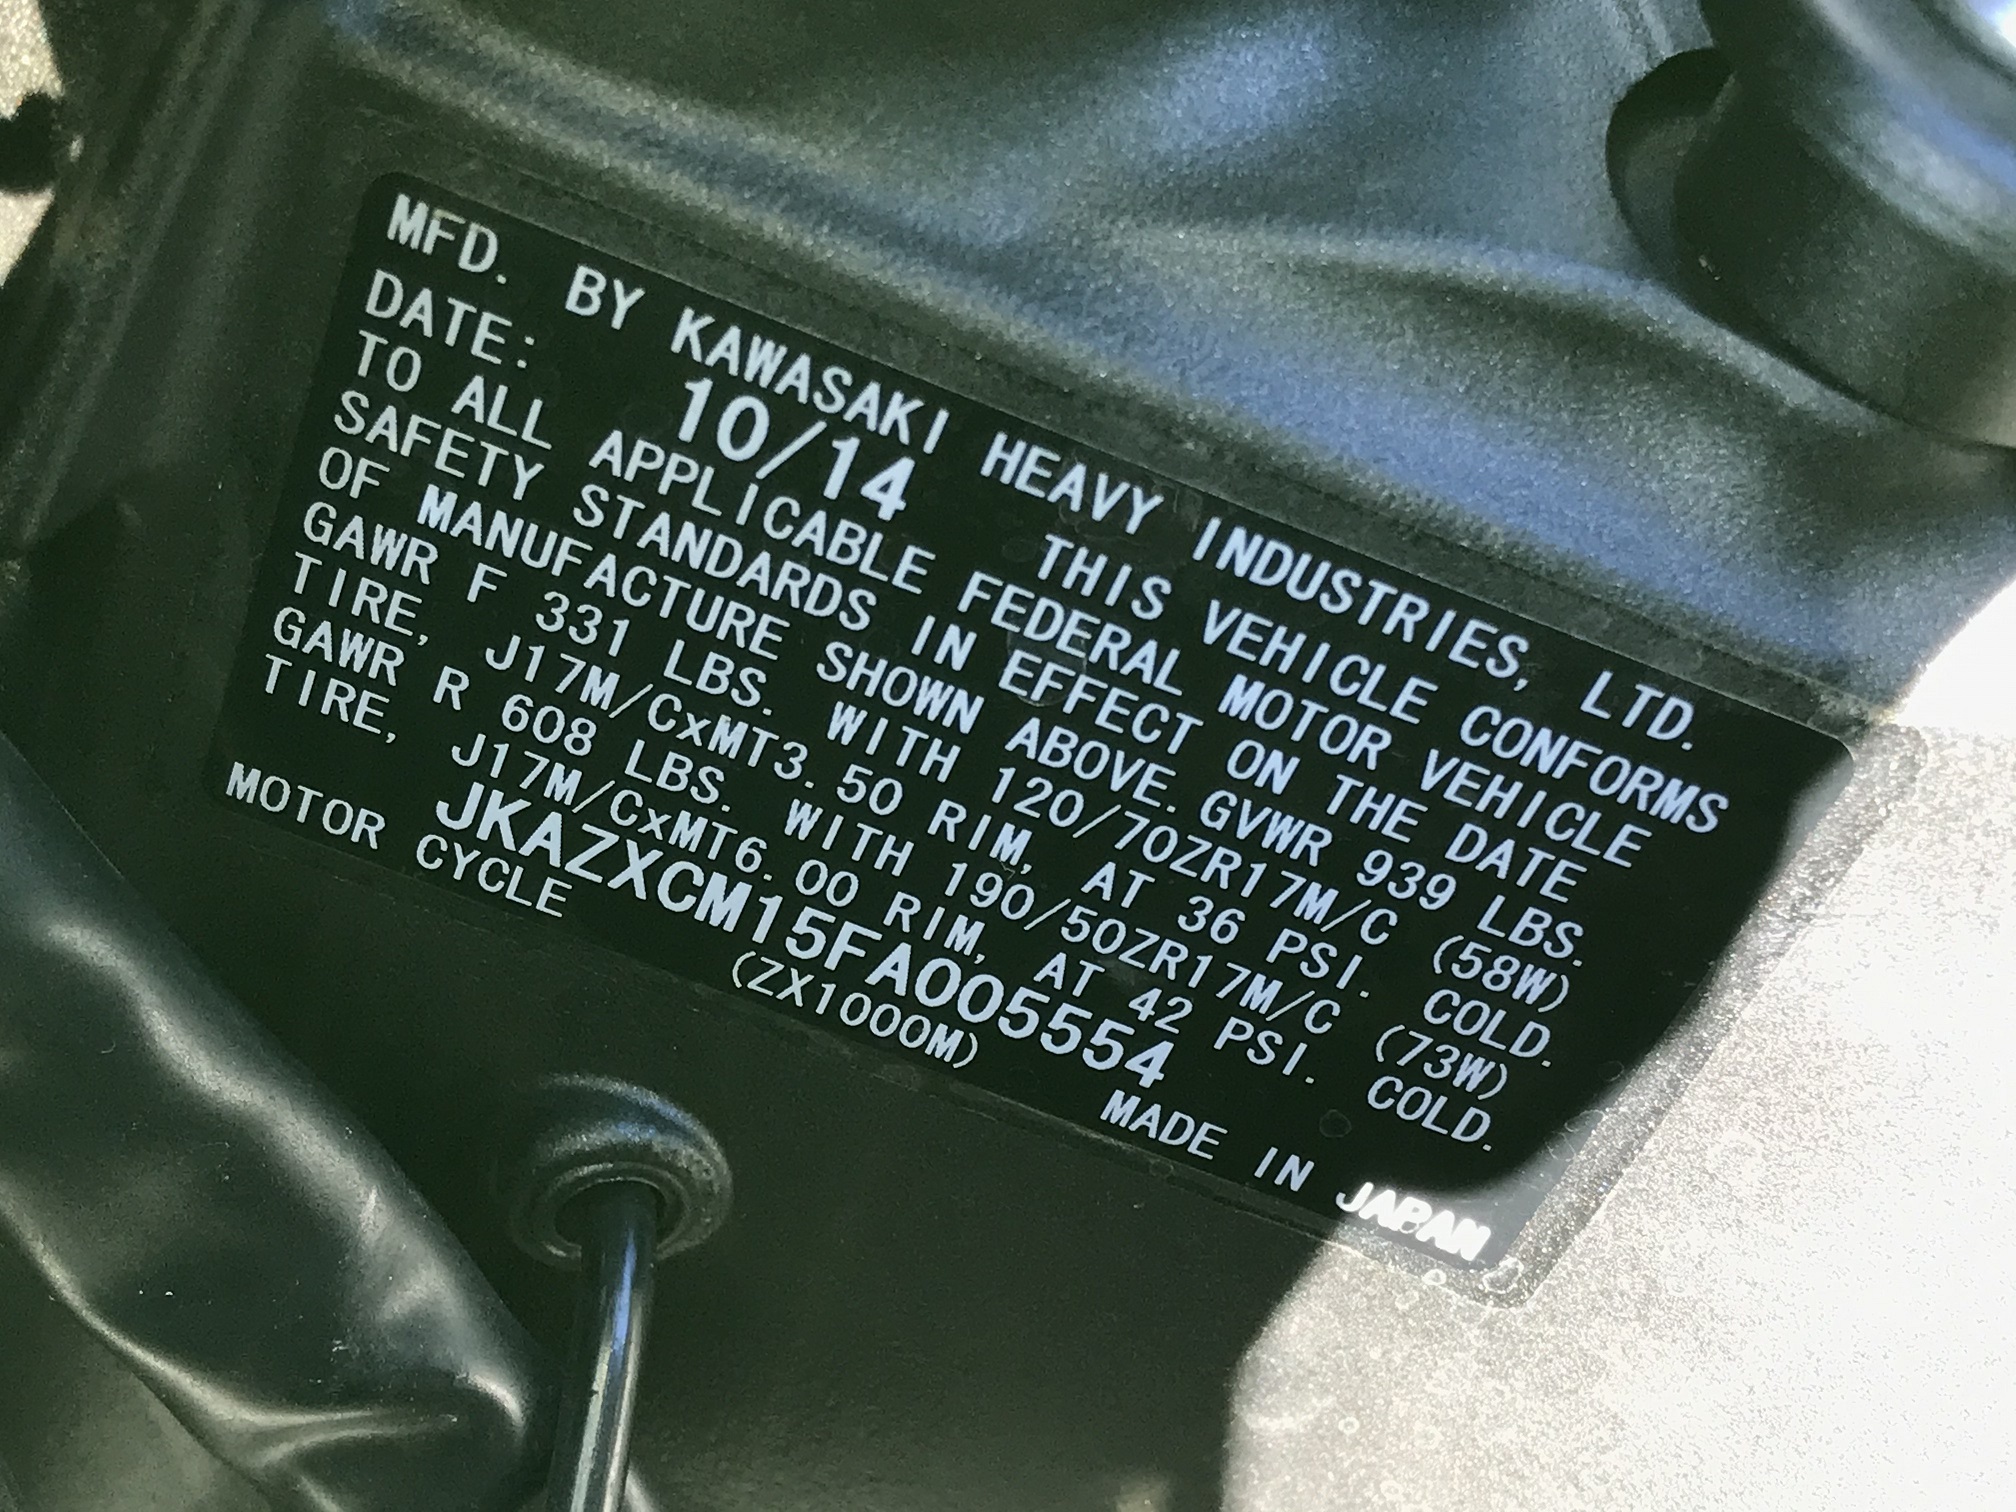 MFD. BY KAWASAKI HEAVY INDUSTRIES, LTD.
DATE: 10/14 THIS VEHICLE CONFORMS
TO ALL APPLICABLE FEDERAL MOTOR VEHICLE
SAFETY STANDARDS IN EFFECT ON THE DATE
OF MANUFACTURE SHOWN ABOVE. GVWR 939 LBS.
GAWR F 331 LBS. WITH 120/70ZR17M/C (58W)
TIRE, J17M/CxMT3.50 RIM, AT 36 PSI. COLD.
GAWR R 608 LBS. WITH 190/50ZR17M/C (73W)
TIRE, J17M/CxMT6.00 RIM, AT 42 PSI. COLD.
JKAZXCM15FA005554
MOTOR CYCLE (ZX1000M) MADE IN JAPAN